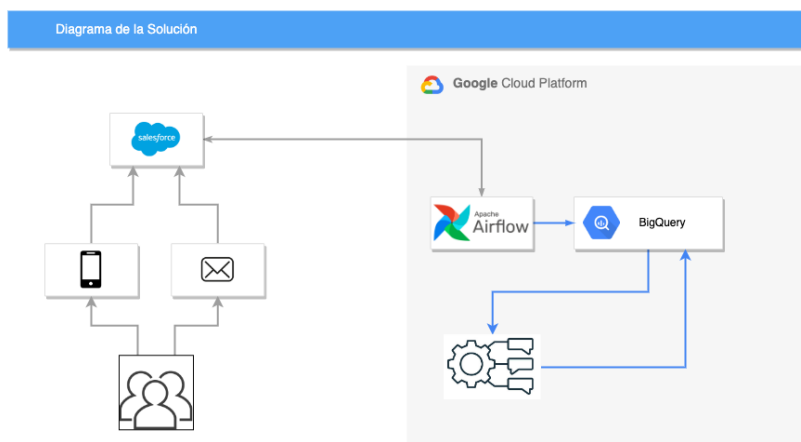 Diagrama de la Solución
Google Cloud Platform
salesforce
Apache
Airflow
BigQuery